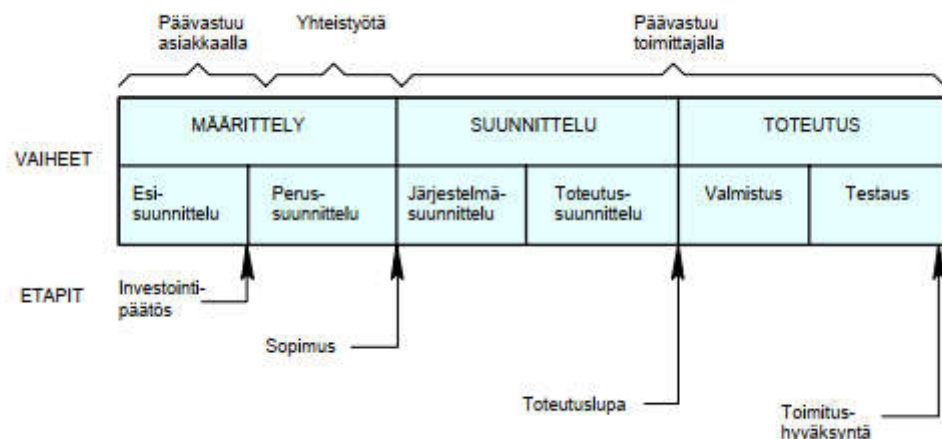 Päävastuu
asiakkaalla
Yhteistyötä
Päävastuu
toimittajalla
VAIHEET
MÄÄRITTELY
SUUNNITTELU
TOTEUTUS
Esi-
suunnittelu
Perus-
suunnittelu
Järjestelmä-
suunnittelu
Toteutus-
suunnittelu
Valmistus
Testaus
ETAPIT
Investointi-
päätös
Sopimus
Toteutuslupa
Toimitus-
hyväksyntä